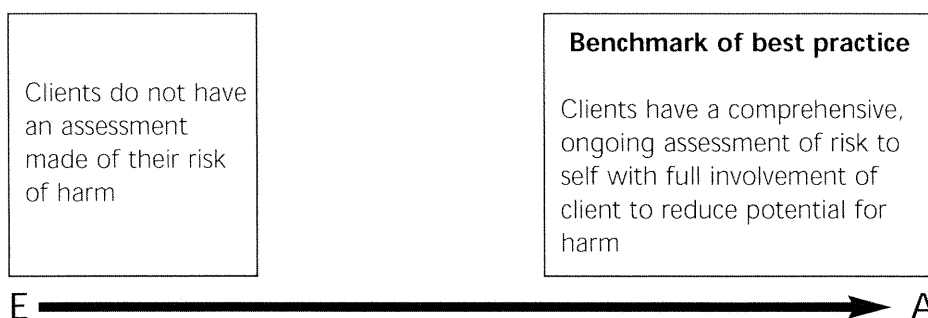 Clients do not have
an assessment
made of their risk
of harm
Benchmark of best practice
Clients have a comprehensive,
ongoing assessment of risk to
self with full involvement of
client to reduce potential for
harm
E
A